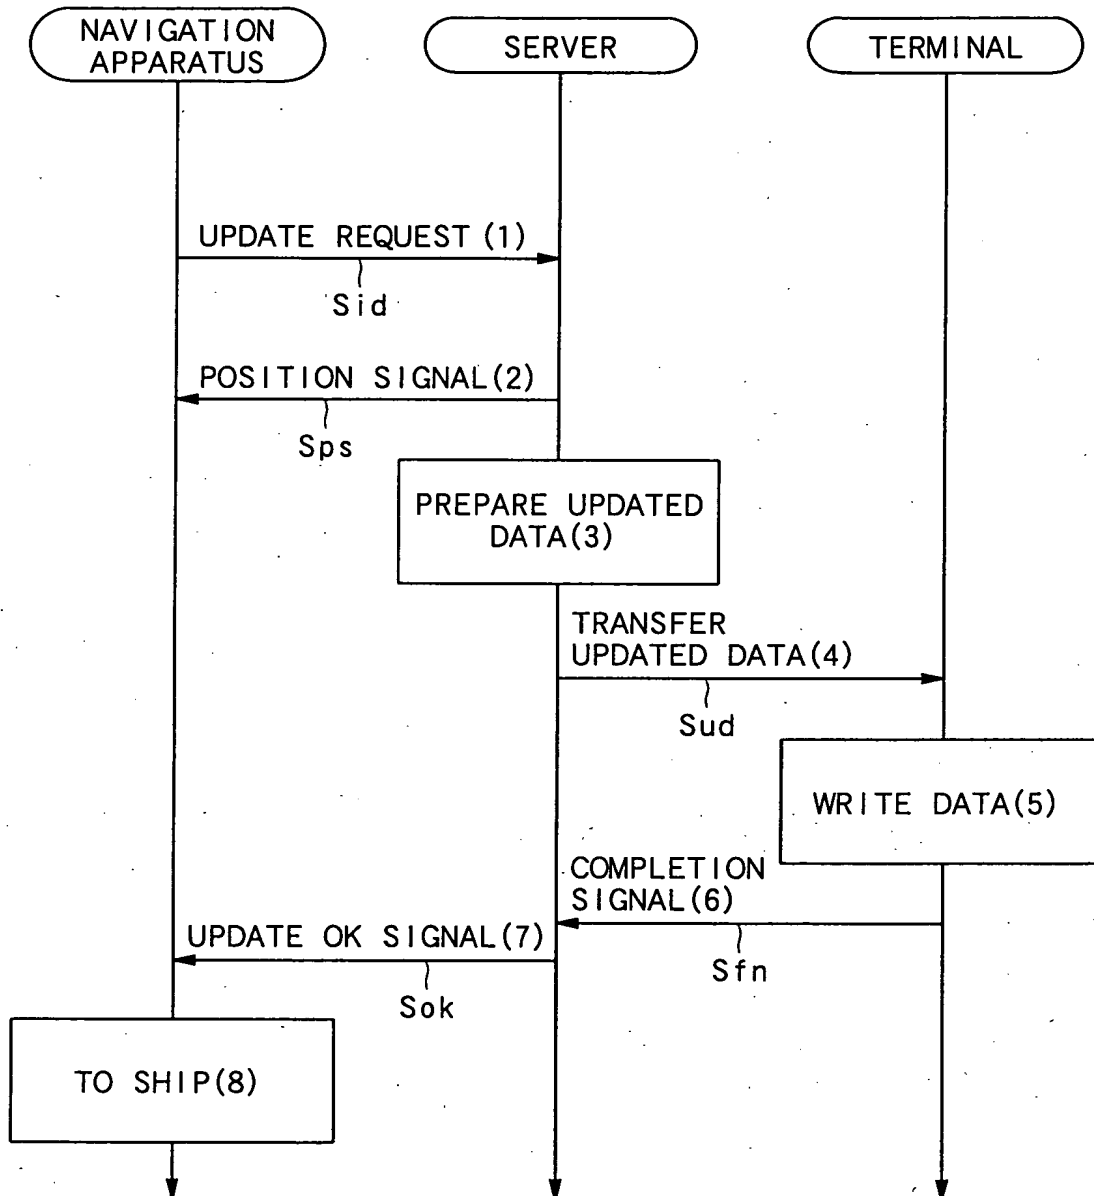 NAVIGATION
APPARATUS
SERVER
TERMINAL
UPDATE REQUEST(1)
Sid
POSITION SIGNAL(2)
Sps
PREPARE UPDATED
DATA(3)
TRANSFER
UPDATED DATA(4)
Sud
WRITE DATA(5)
COMPLETION
SIGNAL(6)
Sfn
UPDATE OK SIGNAL(7)
Sok
TO SHIP(8)